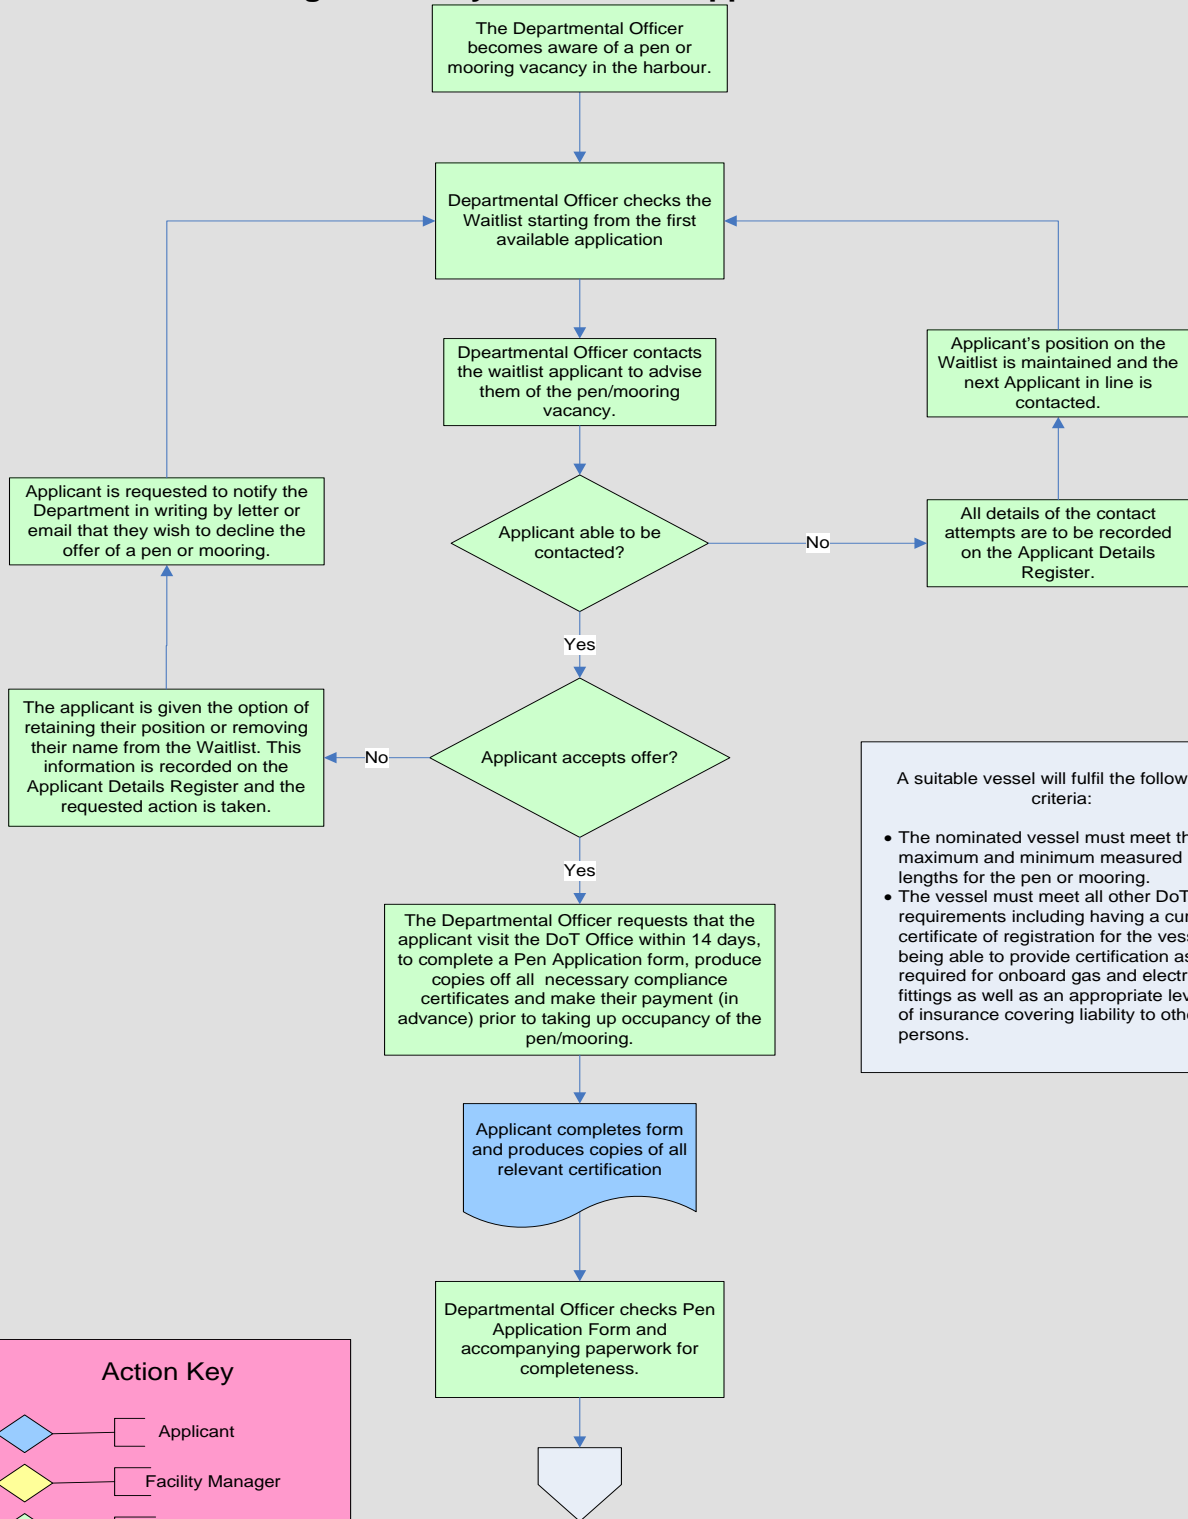 The Departmental Officer
becomes aware of a pen or
mooring vacancy in the harbour.
Departmental Officer checks the
Waitlist starting from the first
available application
Dpeartmental Officer contacts
the waitlist applicant to advise
them of the pen/mooring
vacancy.
Applicant's position on the
Waitlist is maintained and the
next Applicant in line is
contacted.
Applicant is requested to notify the
Department in writing by letter or
email that they wish to decline the
offer of a pen or mooring.
Applicant able to be
contacted?
No
All details of the contact
attempts are to be recorded
on the Applicant Details
Register.
Yes
The applicant is given the option of
retaining their position or removing
their name from the Waitlist. This
information is recorded on the
Applicant Details Register and the
requested action is taken.
No
Applicant accepts offer?
A suitable vessel will fulfil the follow
criteria:
• The nominated vessel must meet th
maximum and minimum measured
lengths for the pen or mooring.
• The vessel must meet all other DoT
requirements including having a cur
certificate of registration for the vess
being able to provide certification as
required for onboard gas and electr
fittings as well as an appropriate lev
of insurance covering liability to oth
persons.
Yes
The Departmental Officer requests that the
applicant visit the DoT Office within 14 days,
to complete a Pen Application form, produce
copies off all necessary compliance
certificates and make their payment (in
advance) prior to taking up occupancy of the
pen/mooring.
Applicant completes form
and produces copies of all
relevant certification
Departmental Officer checks Pen
Application Form and
accompanying paperwork for
completeness.
Action Key
Applicant
Facility Manager